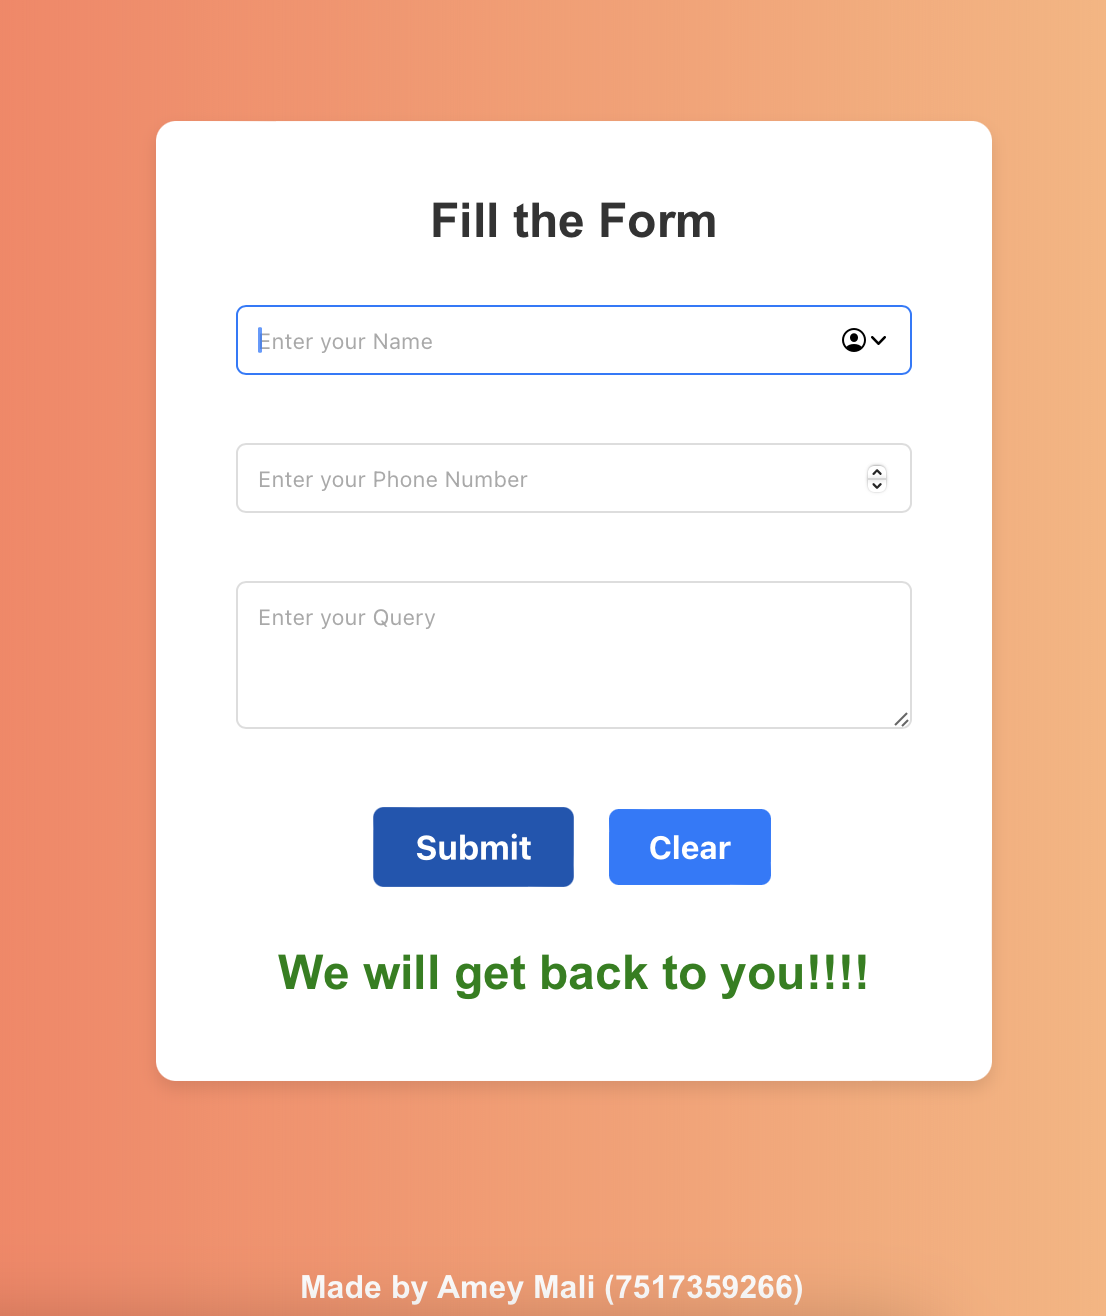 Fill the Form
Enter your Name
Enter your Phone Number
Enter your Query
Submit Clear
We will get back to you!!!!
Made by Amey Mali (7517359266)